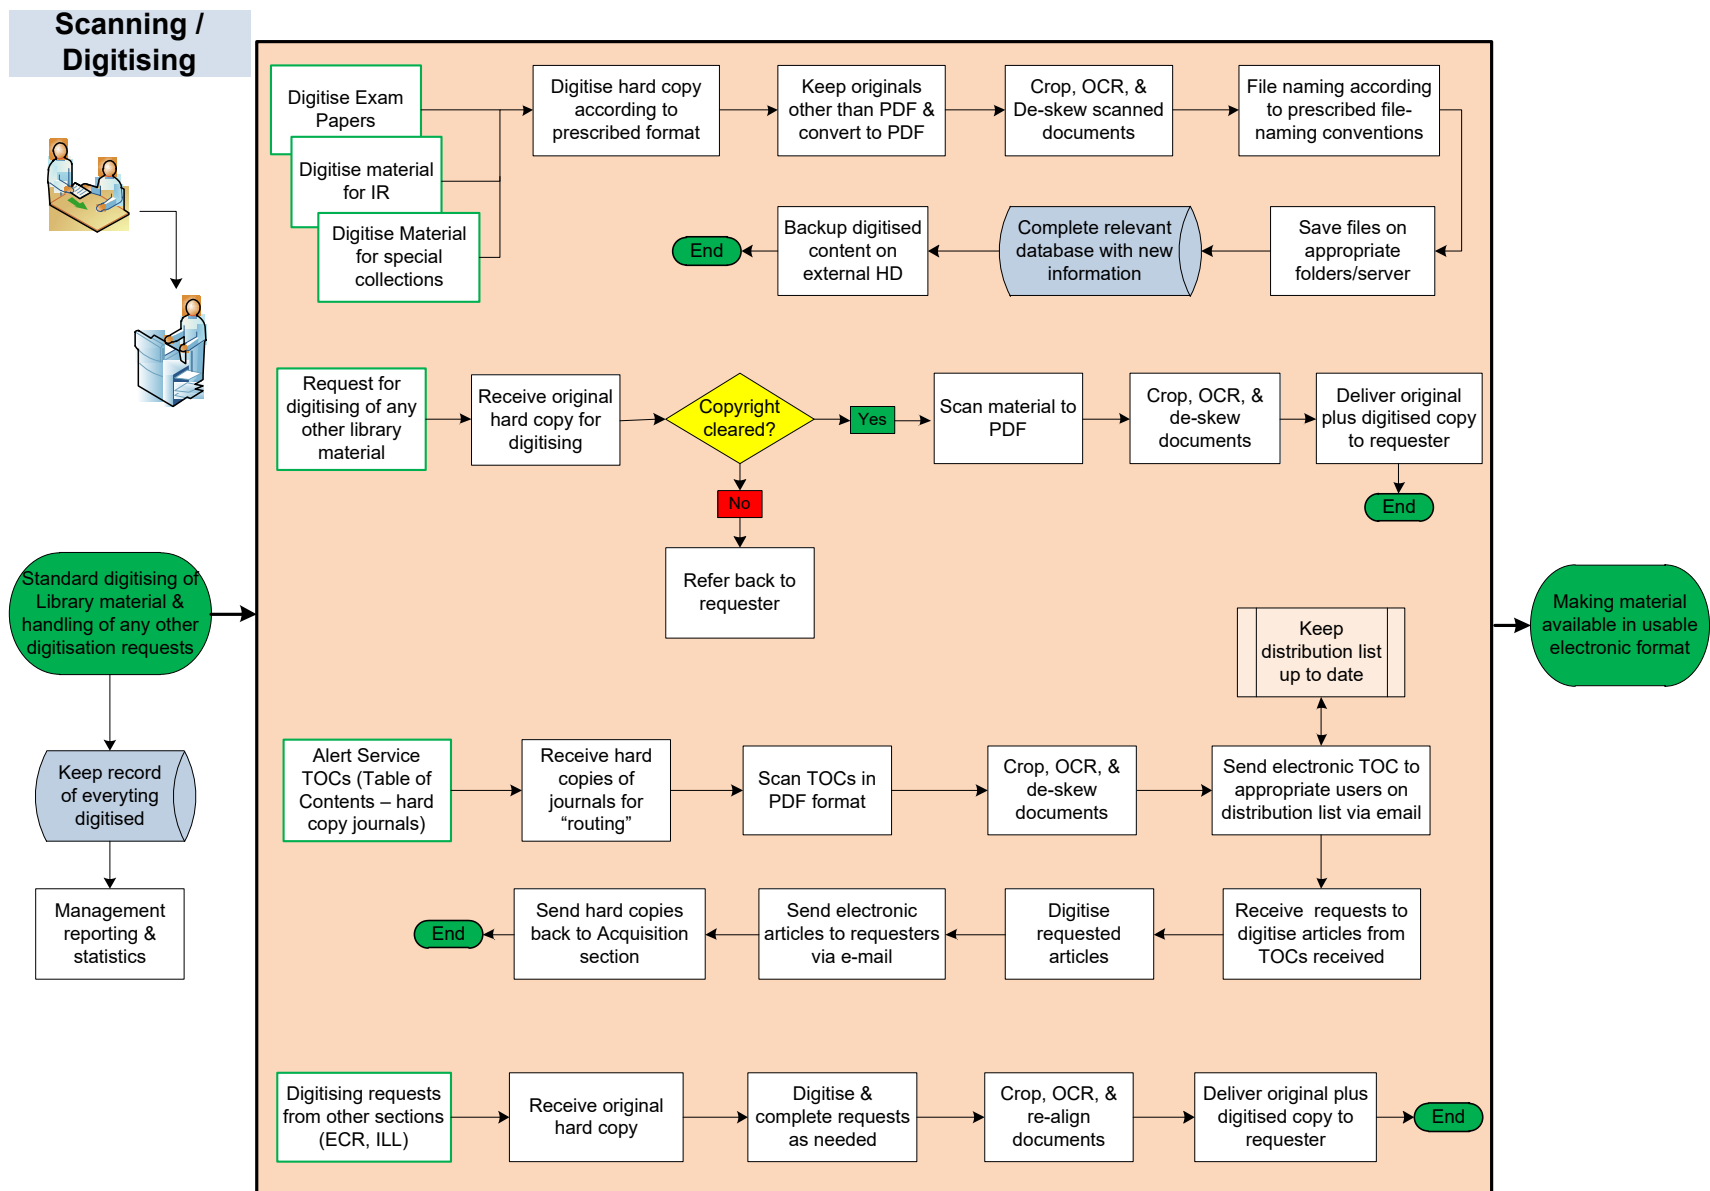 Scanning /
Digitising
Digitise Exam
Papers
Digitise material
for IR
Digitise Material
for special
collections
Digitise hard copy
according to
prescribed format
Keep originals
other than PDF &
convert to PDF
Crop, OCR, &
De-skew scanned
documents
File naming according
to prescribed file-
naming conventions
Save files on
appropriate
folders/server
Complete relevant
database with new
information
Backup digitised
content on
external HD
End
Request for
digitising of any
other library
material
Receive original
hard copy for
digitising
Copyright
cleared?
Yes
No
Refer back to
requester
Scan material to
PDF
Crop, OCR, &
de-skew
documents
Deliver original
plus digitised copy
to requester
End
Standard digitising of
Library material &
handling of any other
digitisation requests
Keep record
of everyting
digitised
Management
reporting &
statistics
Making material
available in usable
electronic format
Keep
distribution list
up to date
Alert Service
TOCs (Table of
Contents – hard
copy journals)
Receive hard
copies of
journals for
“routing”
Scan TOCs in
PDF format
Crop, OCR, &
de-skew
documents
Send electronic TOC to
appropriate users on
distribution list via email
Receive requests to
digitise articles from
TOCs received
Digitise
requested
articles
Send electronic
articles to requesters
via e-mail
Send hard copies
back to Acquisition
section
End
Digitising requests
from other sections
(ECR, ILL)
Receive original
hard copy
Digitise &
complete requests
as needed
Crop, OCR, &
re-align
documents
Deliver original plus
digitised copy to
requester
End